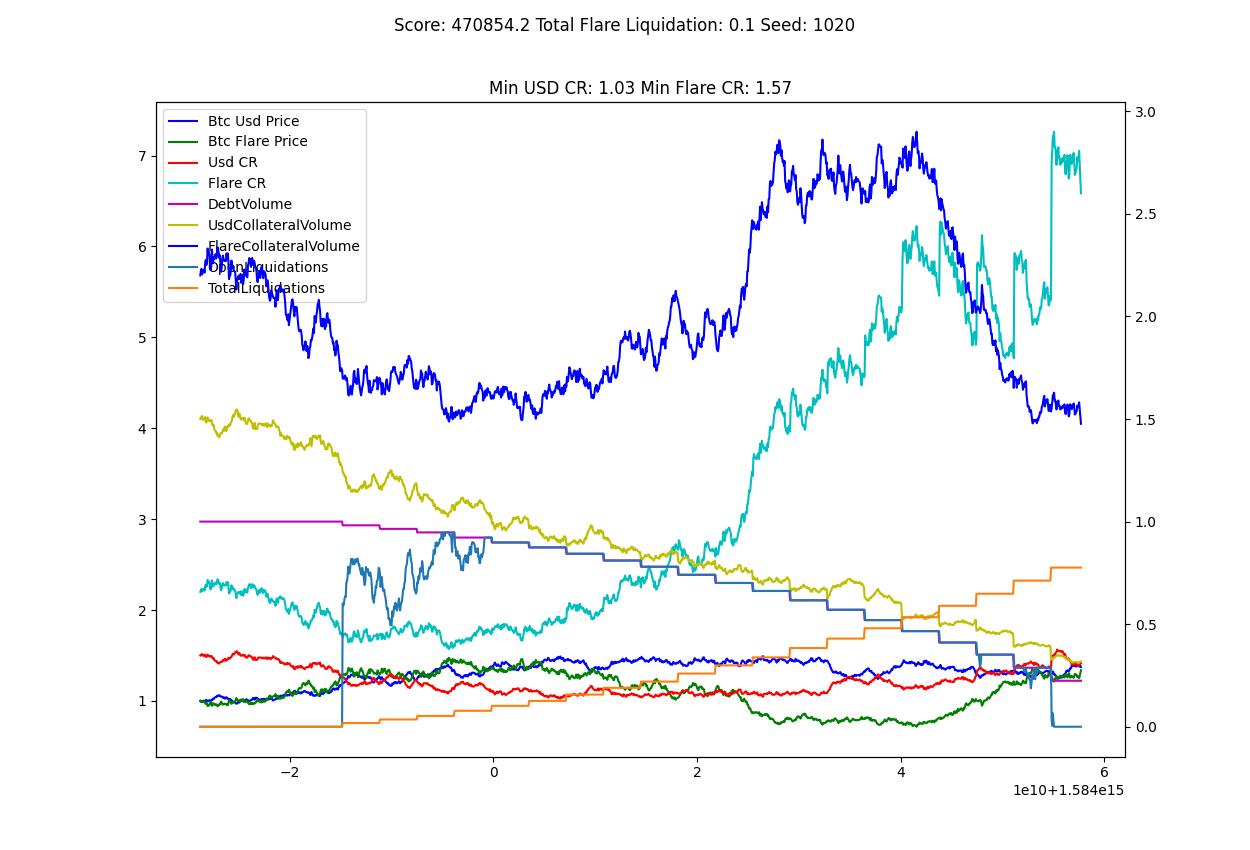 Score: 470854.2 Total Flare Liquidation: 0.1 Seed: 1020
Min USD CR: 1.03 Min Flare CR: 1.57
Btc Usd Price
Btc Flare Price
Usd CR
Flare CR
DebtVolume
UsdCollateralVolume
FlareCollateralVolume
OpenLiquidations
TotalLiquidations
7
6
5
4
3
2
1
3.0
2.5
2.0
1.5
1.0
0.5
0.0
−2 0 2 4 6
1e10+1.584e15